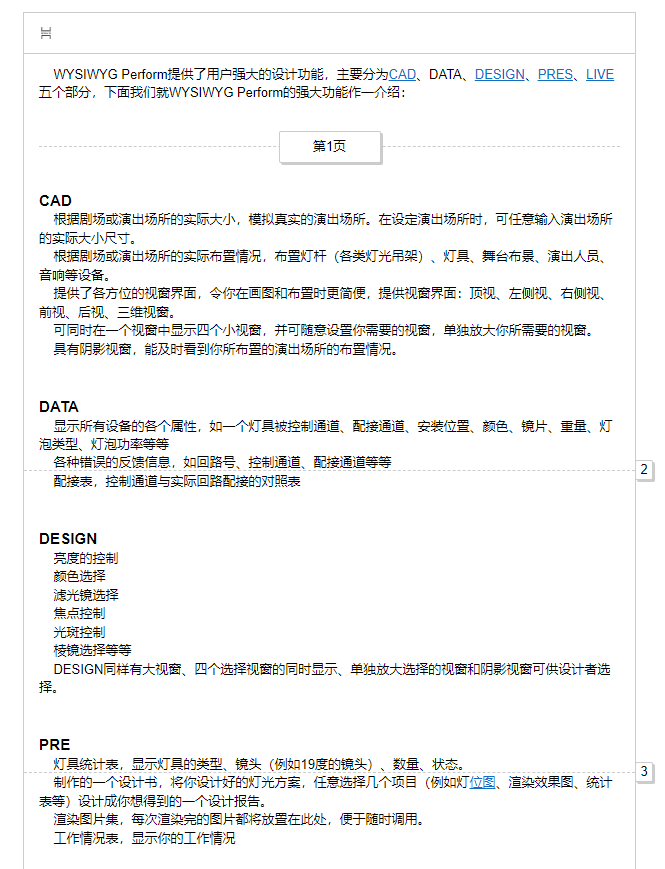 WYSIWYG Perform提供了用户强大的设计功能，主要分为CAD、DATA、DESIGN、PRES、LIVE
五个部分，下面我们就WYSIWYG Perform的强大功能作一介绍：
第1页
CAD
根据剧场或演出场所的实际大小，模拟真实的演出场所。在设定演出场所时，可任意输入演出场所
的实际大小尺寸。
根据剧场或演出场所的实际布置情况，布置灯杆（各类灯光吊架）、灯具、舞台布景、演出人员、
音响等设备。
提供了各方位的视窗界面，令你在画图和布置时更简便，提供视窗界面：顶视、左侧视、右侧视、
前视、后视、三维视窗。
可同时在一个视窗中显示四个小视窗，并可随意设置你需要的视窗，单独放大你所需要的视窗。
具有阴影视窗，能及时看到你所布置的演出场所的布置情况。
DATA
显示所有设备的各个属性，如一个灯具被控制通道、配接通道、安装位置、颜色、镜片、重量、灯
泡类型、灯泡功率等等
各种错误的反馈信息，如回路号、控制通道、配接通道等等
2
配接表，控制通道与实际回路配接的对照表
DESIGN
亮度的控制
颜色选择
滤光镜选择
焦点控制
光斑控制
棱镜选择等等
DESIGN同样有大视窗、四个选择视窗的同时显示、单独放大选择的视窗和阴影视窗可供设计者选
择。
PRE
灯具统计表，显示灯具的类型、镜头（例如19度的镜头）、数量、状态。
3
制作的一个设计书，将你设计好的灯光方案，任意选择几个项目（例如灯位图、渲染效果图、统计
表等）设计成你想得到的一个设计报告。
渲染图片集，每次渲染完的图片都将放置在此处，便于随时调用。
工作情况表，显示你的工作情况